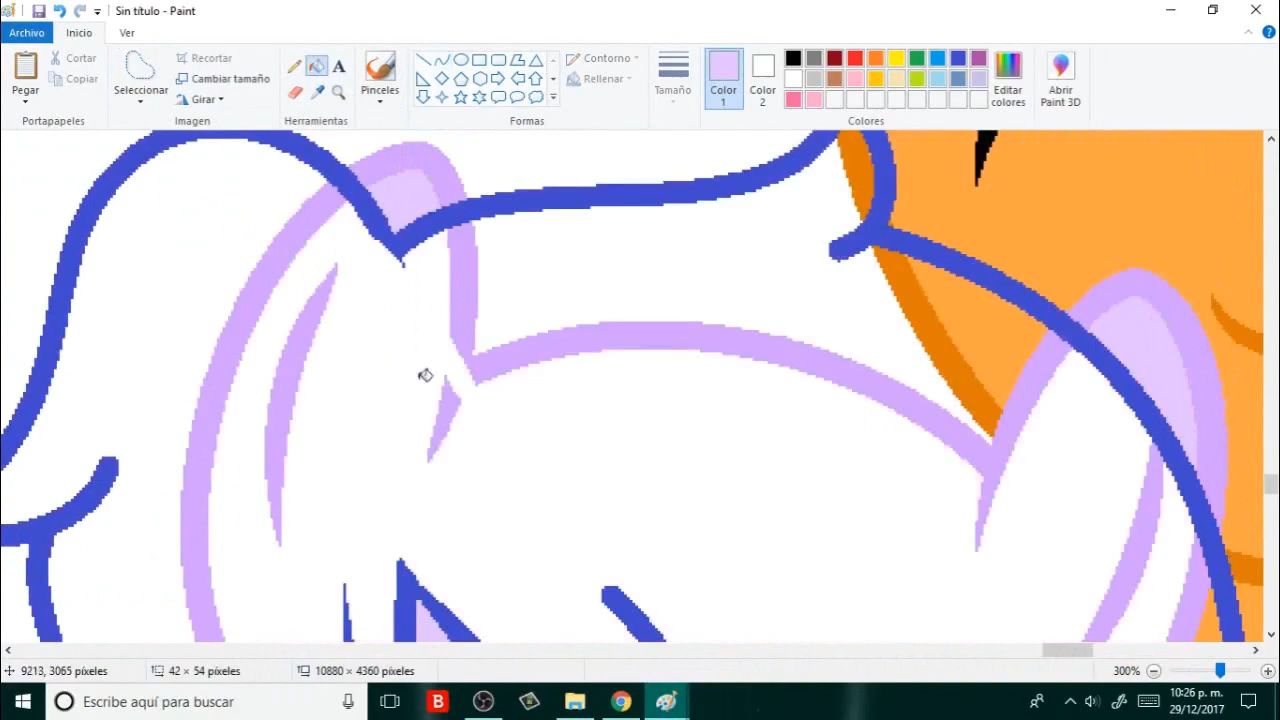 Sin título - Paint
Archivo Inicio Ver
Pegar Cortar Copiar
Seleccionar Recortar Cambiar tamaño Girar
A
Pinceles
Contorno Rellenar
Tamaño
Color 1
Color 2
Editar colores
Abrir Paint 3D
Portapapeles Imagen Herramientas Formas Colores
9213, 3065 píxeles 42 × 54 píxeles 10880 × 4360 píxeles 300%
Escribe aquí para buscar B 10:26 p. m.
29/12/2017